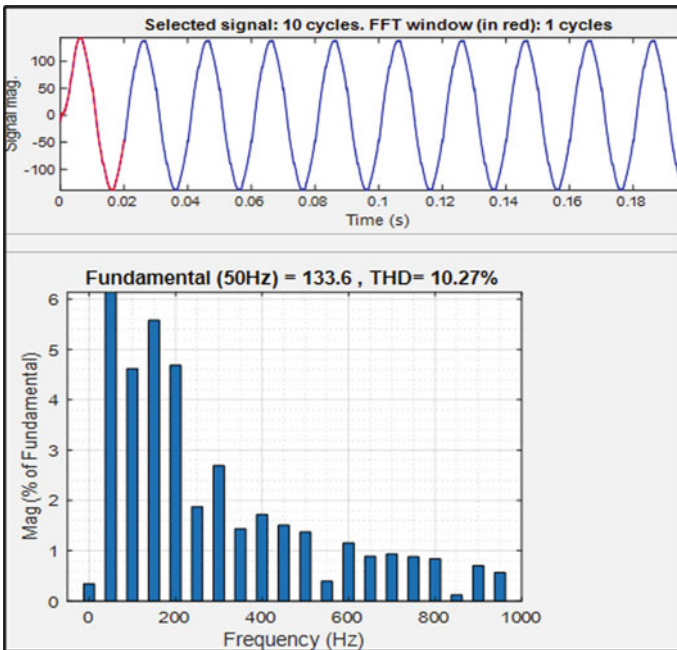 Selected signal: 10 cycles. FFT window (in red): 1 cycles
Signal mag.
100
50
0
-50
-100
0 0.02 0.04 0.06 0.08 0.1 0.12 0.14 0.16 0.18
Time (s)
Fundamental (50Hz) = 133.6 , THD= 10.27%
Mag (% of Fundamental)
6
5
4
3
2
1
0
0 200 400 600 800 1000
Frequency (Hz)